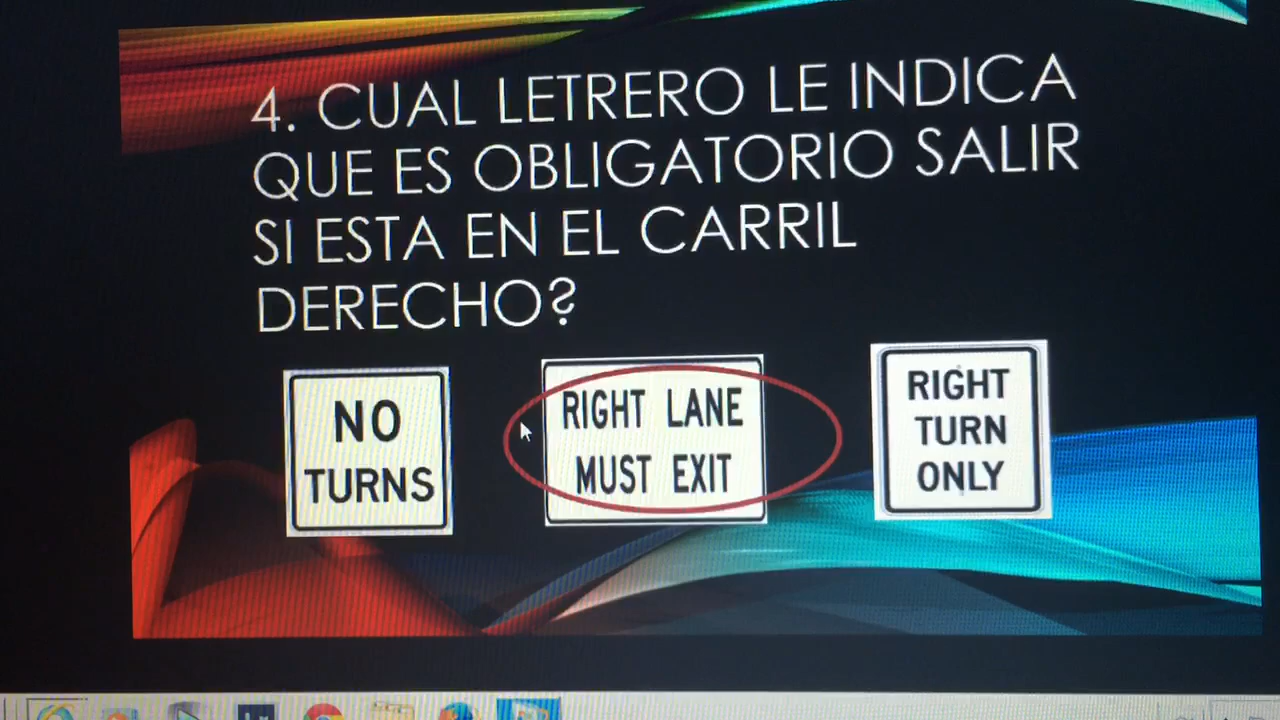 4. CUAL LETRERO LE INDICA
QUE ES OBLIGATORIO SALIR
SI ESTA EN EL CARRIL
DERECHO?
NO
TURNS
RIGHT LANE
MUST EXIT
RIGHT
TURN
ONLY